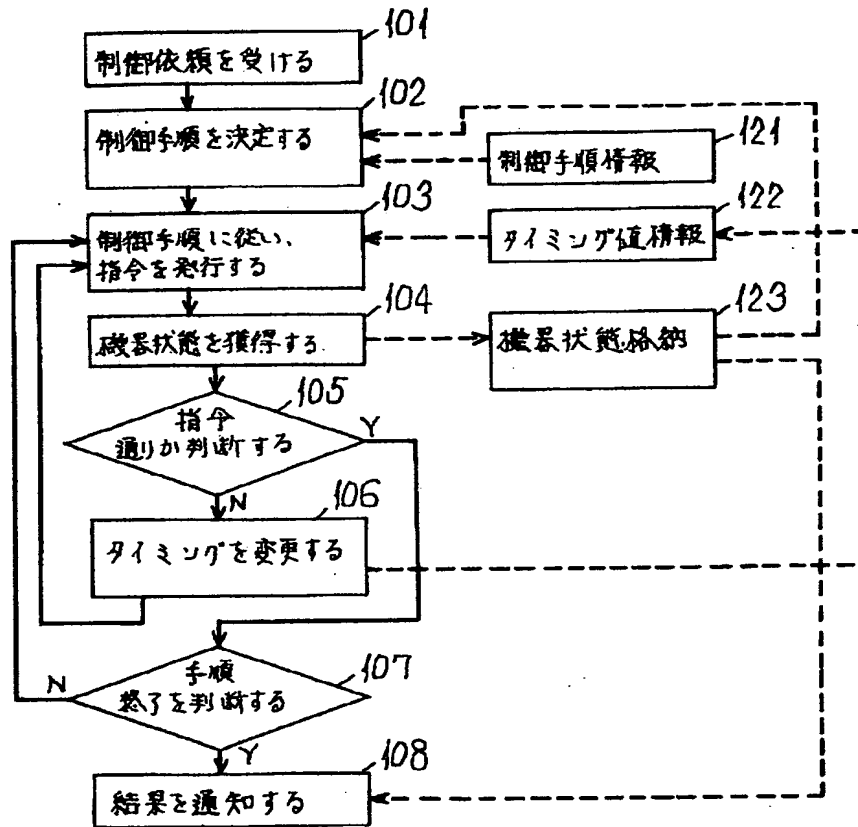 101
制御依頼を受ける
102
制御手順を決定する
121
制御手順情報
103
制御手順に従い、
指令を発行する
122
タイミング値情報
104
機器状態を獲得する
123
機器状態格納
105
指令
通りか判断する
Y
N
106
タイミングを変更する
107
手順
終了を判断する
N
Y
108
結果を通知する